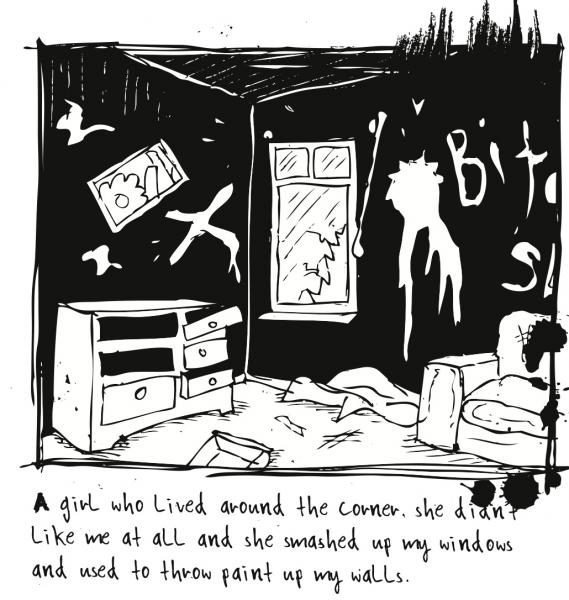 Bit
A girl who lived around the corner. she didn't
like me at all and she smashed up my windows
and used to throw paint up my walls.